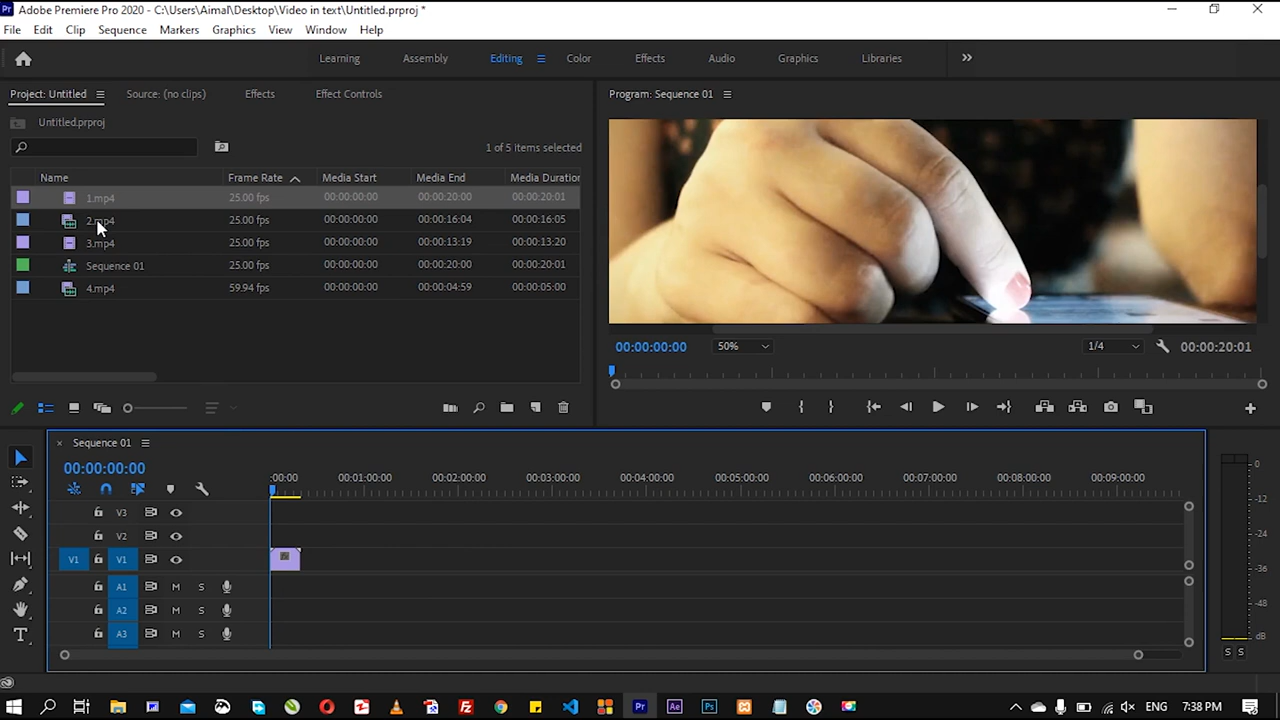 Adobe Premiere Pro 2020 - C:\Users\Aimal\Desktop\Video in text\Untitled.prproj *
File Edit Clip Sequence Markers Graphics View Window Help
Learning Assembly Editing Color Effects Audio Graphics Libraries
Project: Untitled Source: (no clips) Effects Effect Controls
Program: Sequence 01
Untitled.prproj
1 of 5 items selected
Name Frame Rate Media Start Media End Media Duration
1.mp4 25.00 fps 00:00:00:00 00:00:20:00 00:00:20:01
2.mp4 25.00 fps 00:00:00:00 00:00:16:04 00:00:16:05
3.mp4 25.00 fps 00:00:00:00 00:00:13:19 00:00:13:20
Sequence 01 25.00 fps 00:00:00:00 00:00:20:00 00:00:20:01
4.mp4 59.94 fps 00:00:00:00 00:00:04:59 00:00:05:00
00:00:00:00 50% 1/4 00:00:20:01
Sequence 01
00:00:00:00
:00:00 00:01:00:00 00:02:00:00 00:03:00:00 00:04:00:00 00:05:00:00 00:06:00:00 00:07:00:00 00:08:00:00 00:09:00:00
V3
V2
V1 V1
A1 M S
A2 M S
A3 M S
0
-12
-24
-36
-48
dB
S S
Pr Ae Ps ENG 7:38 PM